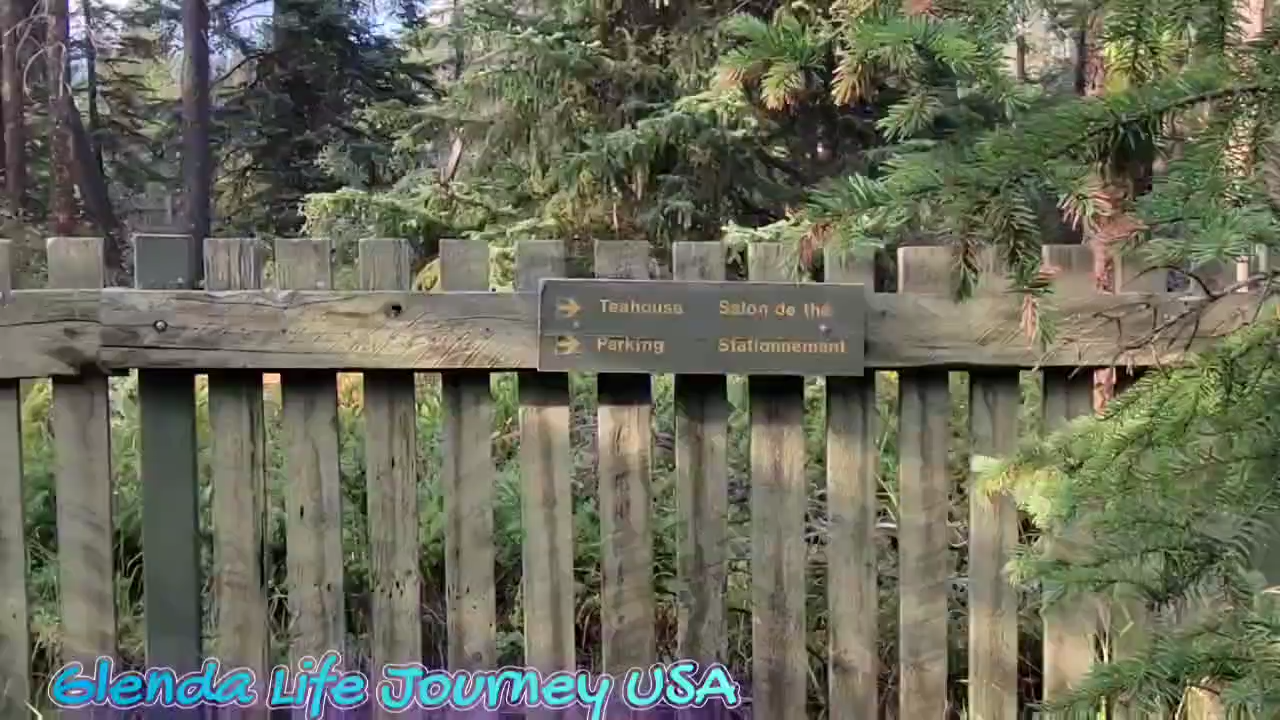 Teahouse Salon de thé
Parking Stationnement
Glenda Life Journey USA